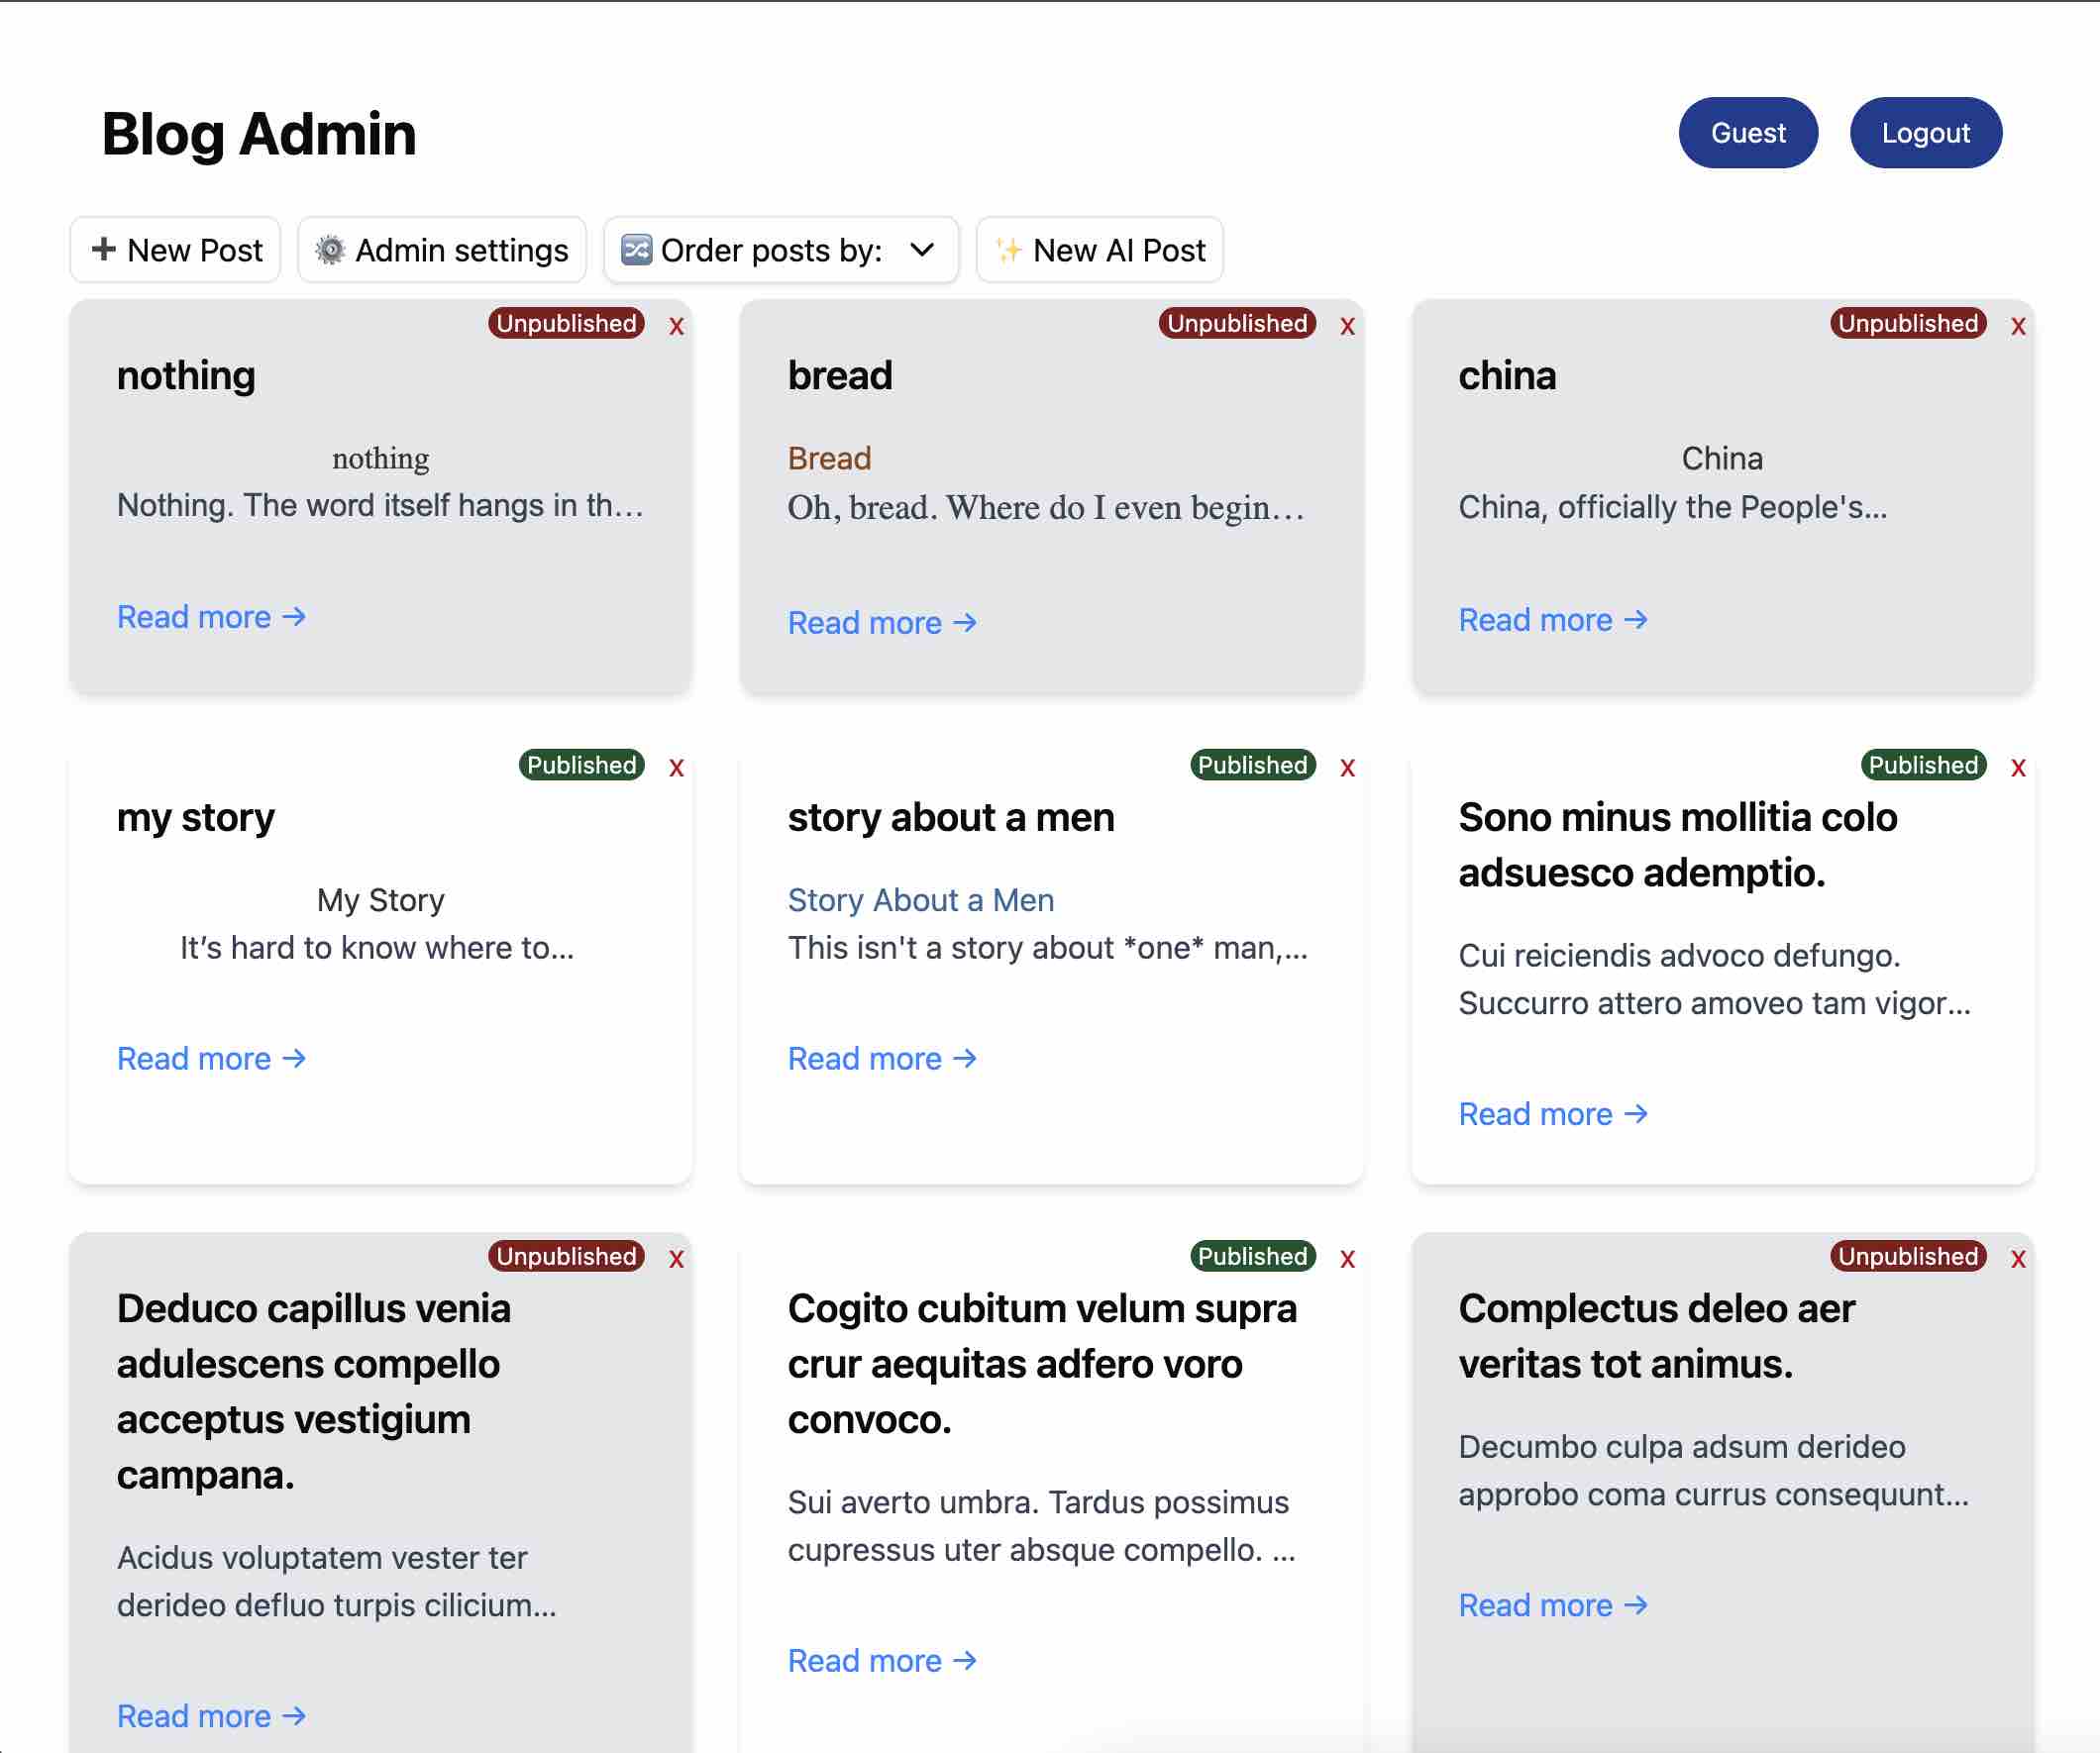 Blog Admin
Guest
Logout
➕ New Post
⚙️ Admin settings
🔀 Order posts by:
✨ New AI Post
Unpublished x
nothing
nothing
Nothing. The word itself hangs in th...
Read more →
Unpublished x
bread
Bread
Oh, bread. Where do I even begin...
Read more →
Unpublished x
china
China
China, officially the People's...
Read more →
Published x
my story
My Story
It’s hard to know where to...
Read more →
Published x
story about a men
Story About a Men
This isn't a story about *one* man,...
Read more →
Published x
Sono minus mollitia colo
adsuesco ademptio.
Cui reiciendis advoco defungo.
Succurro attero amoveo tam vigor...
Read more →
Unpublished x
Deduco capillus venia
adulescens compello
acceptus vestigium
campana.
Acidus voluptatem vester ter
derideo defluo turpis cilicium...
Read more →
Published x
Cogito cubitum velum supra
crur aequitas adfero voro
convoco.
Sui averto umbra. Tardus possimus
cupressus uter absque compello. ...
Read more →
Unpublished x
Complectus deleo aer
veritas tot animus.
Decumbo culpa adsum derideo
approbo coma currus consequunt...
Read more →